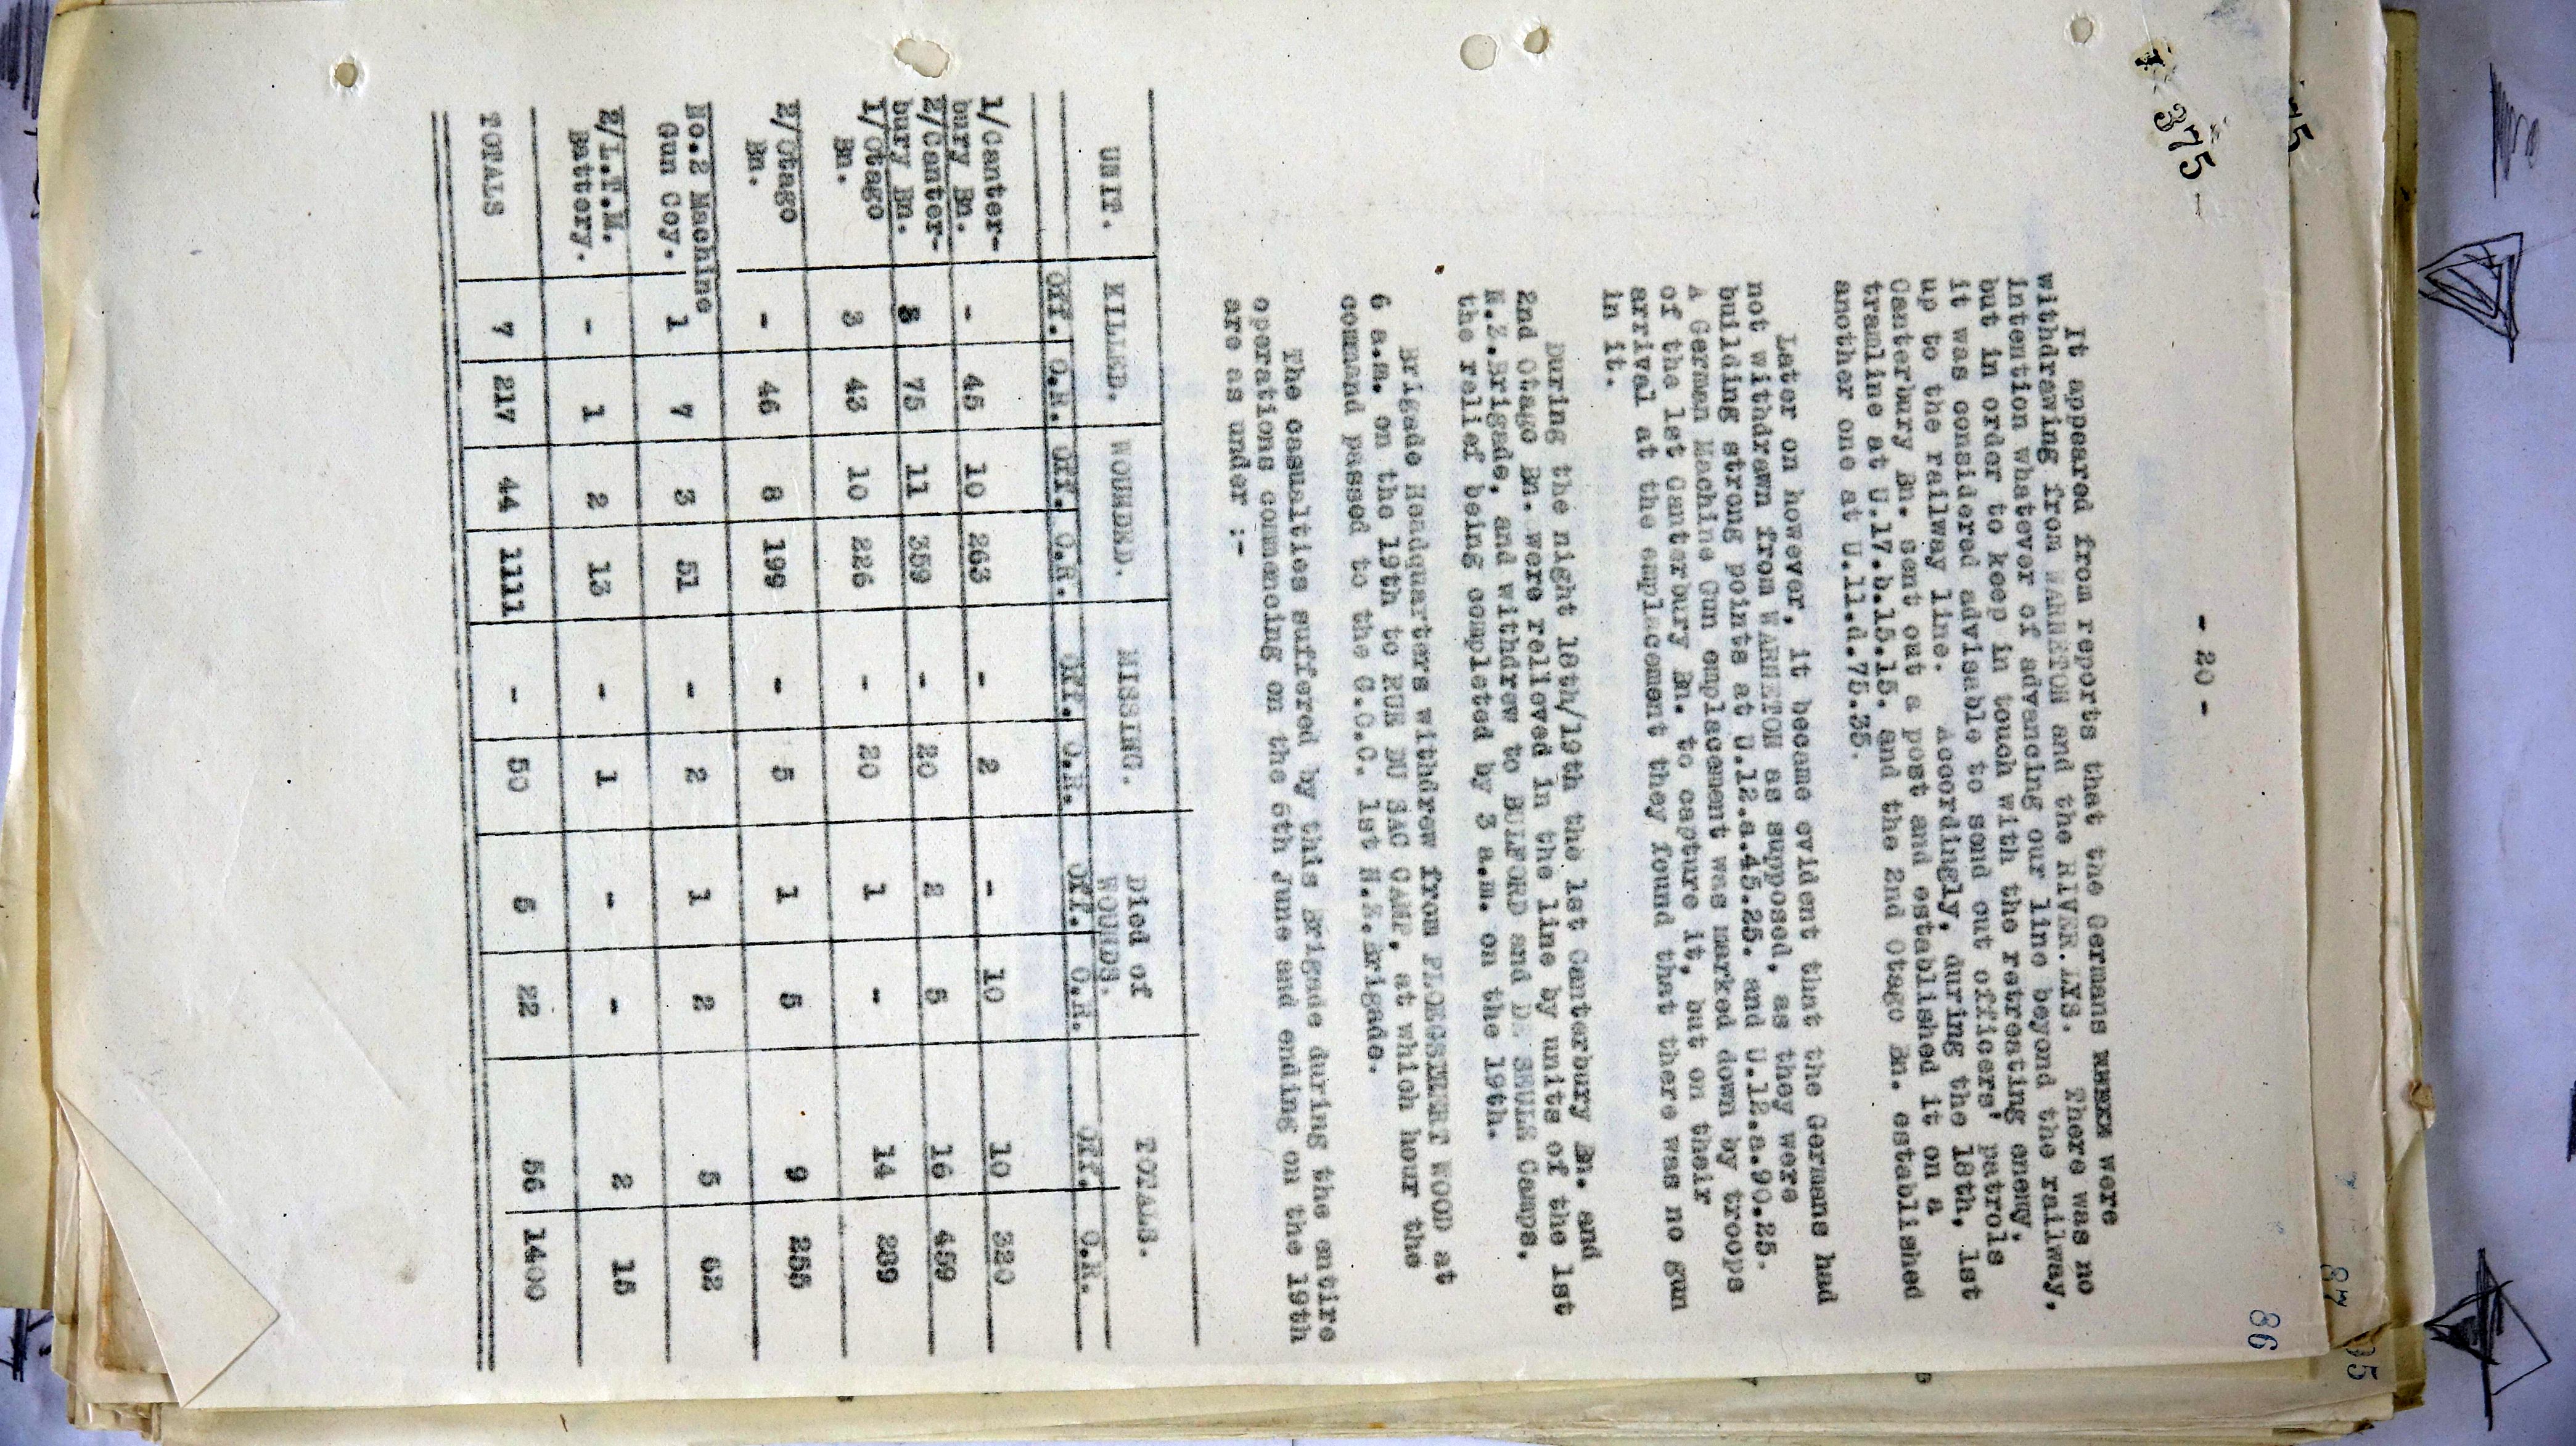 - 375 -
86
- 20 -
It appeared from reports that the Germans were
withdrawing from WARNETON and the RIVER.LYS. There was no
intention whatever of advancing our line beyond the railway,
but in order to keep in touch with the retreating enemy,
it was considered advisable to send out officers' patrols
up to the railway line. Accordingly, during the 18th, 1st
Canterbury Bn. sent out a post and established it on a
tramline at U.17.b.15.15. and the 2nd Otago Bn. established
another one at U.11.d.75.35.
Later on however, it became evident that the Germans had
not withdrawn from WARNETON as supposed, as they were
building strong points at U.12.a.45.25. and U.12.a.90.25.
A German Machine Gun emplacement was marked down by troops
of the 1st Canterbury Bn. to capture it, but on their
arrival at the emplacement they found that there was no gun
in it.
During the night 18th/19th the 1st Canterbury Bn. and
2nd Otago Bn. were relieved in the line by units of the 1st
N.Z.Brigade, and withdrew to BULFORD and DE SEULE Camps,
the relief being completed by 3 a.m. on the 19th.
Brigade Headquarters withdrew from PLOEGSTEERT WOOD at
6 a.m. on the 19th to RUE DU SAC CAMP, at which hour the
command passed to the G.O.C. 1st N.Z.Brigade.
The casualties suffered by this Brigade during the entire
operations commencing on the 5th June and ending on the 19th
are as under :-
UNIT. KILLED. WOUNDED. MISSING. Died of WOUNDS. TOTALS.
Off. O.R. Off. O.R. Off. O.R. Off. O.R. Off. O.R.
1/Canter-
bury Bn. - 45 10 263 - 2 - 10 10 320
2/Canter-
bury Bn. 3 75 11 359 - 20 2 5 16 459
1/Otago
Bn. 3 43 10 226 - 20 1 - 14 289
2/Otago
Bn. - 46 8 199 - 5 1 5 9 255
No.2 Machine
Gun Coy. 1 7 3 51 - 2 1 2 5 62
2/L.T.M.
Battery. - 1 2 13 - 1 - - 2 15
TOTALS 7 217 44 1111 - 50 5 22 56 1400
87